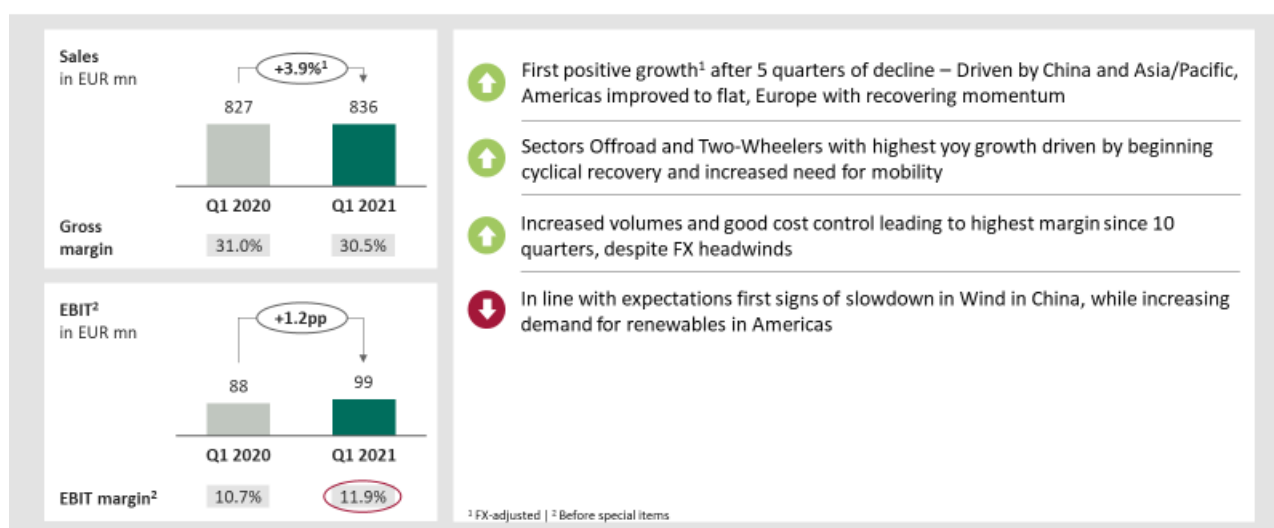 Sales
in EUR mn
+3.9%¹
827
836
Q1 2020
Q1 2021
Gross
margin
31.0%
30.5%
EBIT²
in EUR mn
+1.2pp
88
99
Q1 2020
Q1 2021
EBIT margin²
10.7%
11.9%
First positive growth¹ after 5 quarters of decline – Driven by China and Asia/Pacific,
Americas improved to flat, Europe with recovering momentum
Sectors Offroad and Two-Wheelers with highest yoy growth driven by beginning
cyclical recovery and increased need for mobility
Increased volumes and good cost control leading to highest margin since 10
quarters, despite FX headwinds
In line with expectations first signs of slowdown in Wind in China, while increasing
demand for renewables in Americas
¹ FX-adjusted | ² Before special items